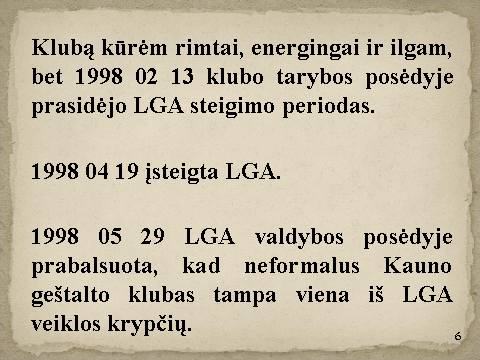 Klubą kūrėm rimtai, energingai ir ilgam,
bet 1998 02 13 klubo tarybos posėdyje
prasidėjo LGA steigimo periodas.
1998 04 19 įsteigta LGA.
1998 05 29 LGA valdybos posėdyje
prabalsuota, kad neformalus Kauno
geštalto klubas tampa viena iš LGA
veiklos krypčių.
6